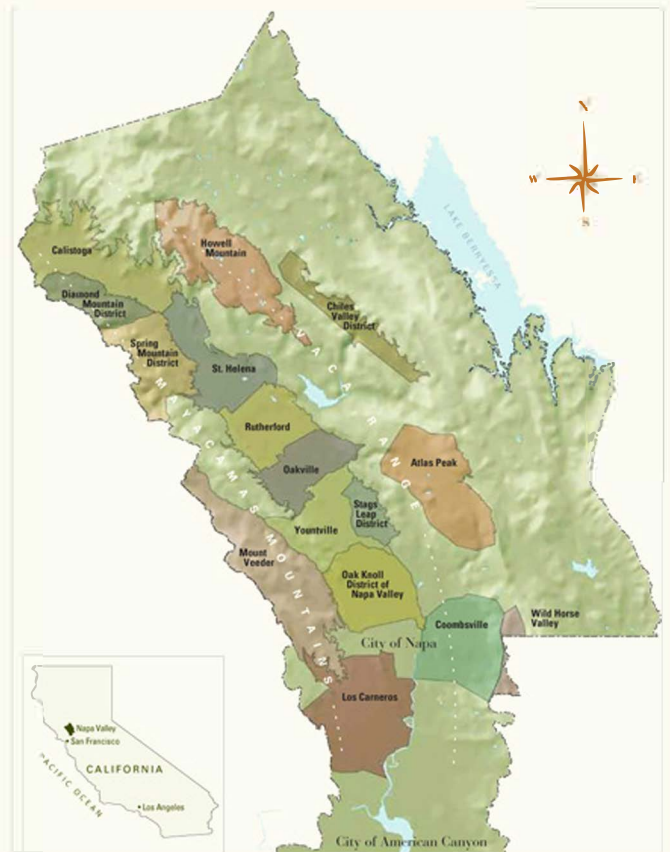 N
W
E
S
LAKE BERRYESSA
Calistoga
Howell
Mountain
Diamond
Mountain
District
Chiles
Valley
District
Spring
Mountain
District
St. Helena
VACA RANGE
MAYACAMAS MOUNTAINS
Rutherford
Oakville
Atlas Peak
Stags
Leap
District
Yountville
Mount
Veeder
Oak Knoll
District of
Napa Valley
Coombsville
Wild Horse
Valley
City of Napa
Los Carneros
Napa Valley
San Francisco
CALIFORNIA
PACIFIC OCEAN
Los Angeles
City of American Canyon